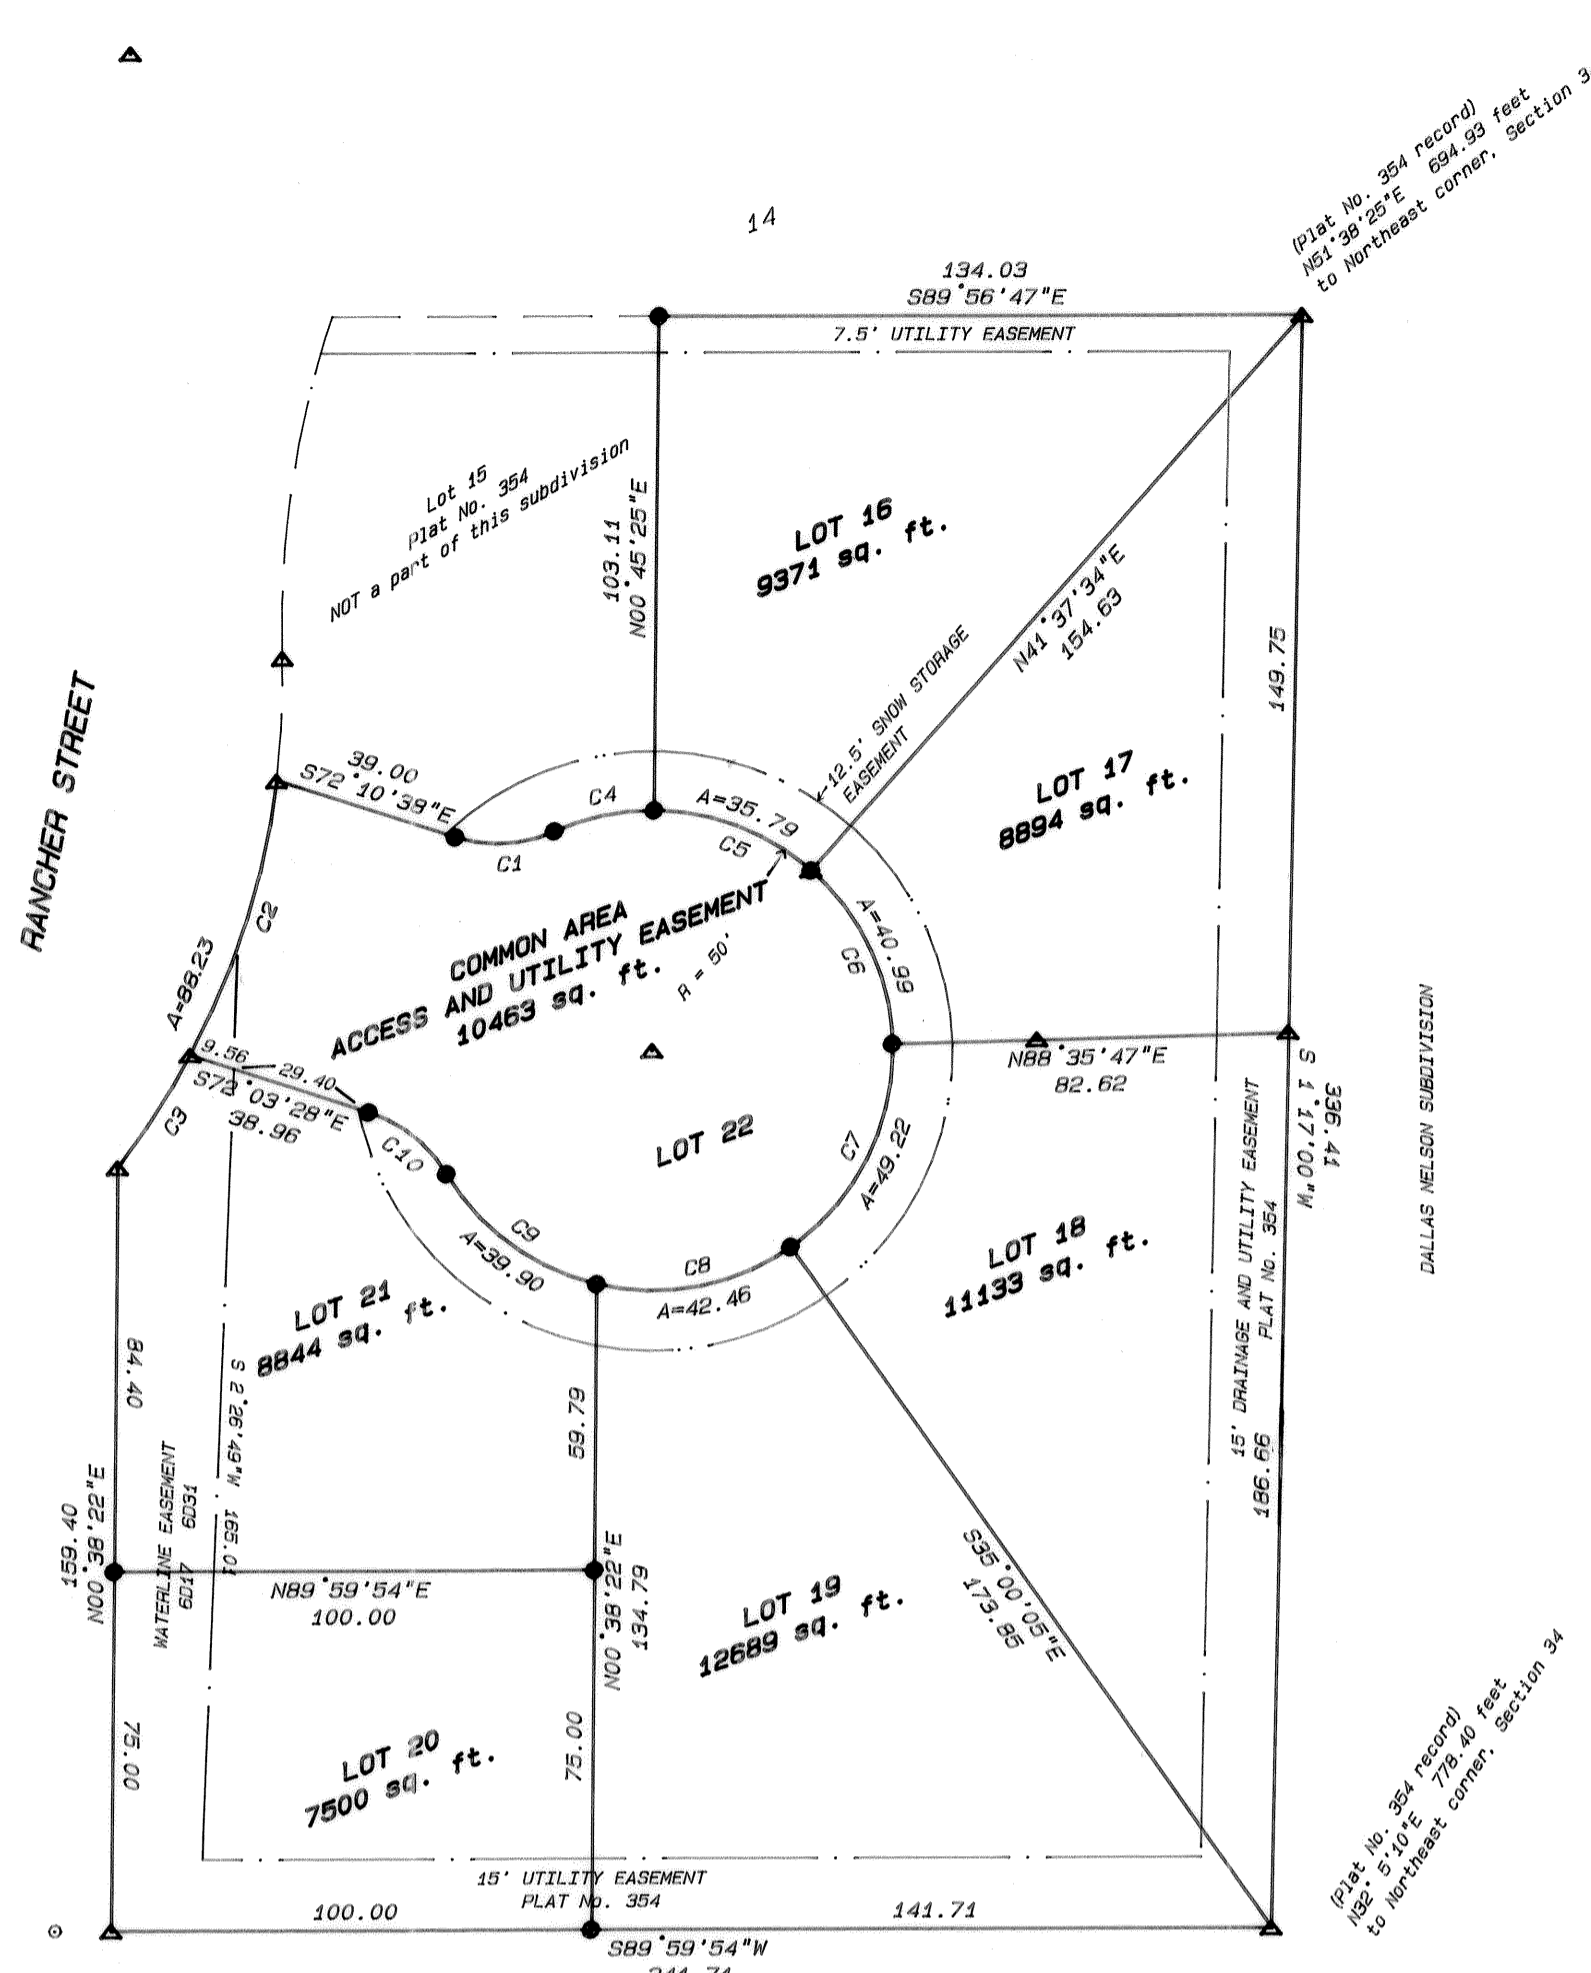 (Plat No. 354 record)
N51°38'25"E 694.93 feet
to Northeast corner, Section 3
14
134.03
S89°56'47"E
7.5' UTILITY EASEMENT
Lot 15
Plat No. 354
NOT a part of this subdivision
103.11
N00°45'25"E
LOT 16
9371 sq. ft.
N41°37'34"E
154.63
12.5' SNOW STORAGE
EASEMENT
149.75
RANCHER STREET
39.00
S72°10'38"E
C4
A=35.79
C5
C1
LOT 17
8894 sq. ft.
C2
A=88.23
COMMON AREA
ACCESS AND UTILITY EASEMENT
10463 sq. ft.
R = 50'
A=40.99
C6
9.56
29.40
S72°03'28"E
38.96
C3
C10
N88°35'47"E
82.62
S 1°17'00"W
336.41
DALLAS NELSON SUBDIVISION
LOT 22
C7
A=49.22
C9
A=39.90
C8
A=42.46
LOT 18
11133 sq. ft.
15' DRAINAGE AND UTILITY EASEMENT
PLAT No. 354
186.66
LOT 21
8844 sq. ft.
84.40
S 2°26'49"W 165.01
WATERLINE EASEMENT
6D17 6D31
159.40
N00°38'22"E
59.79
N89°59'54"E
100.00
N00°38'22"E
134.79
LOT 19
12689 sq. ft.
S35°00'05"E
173.85
75.00
75.00
LOT 20
7500 sq. ft.
15' UTILITY EASEMENT
PLAT No. 354
100.00
141.71
S89°59'54"W
(Plat No. 354 record)
N32° 5'10"E 778.40 feet
to Northeast corner, Section 34